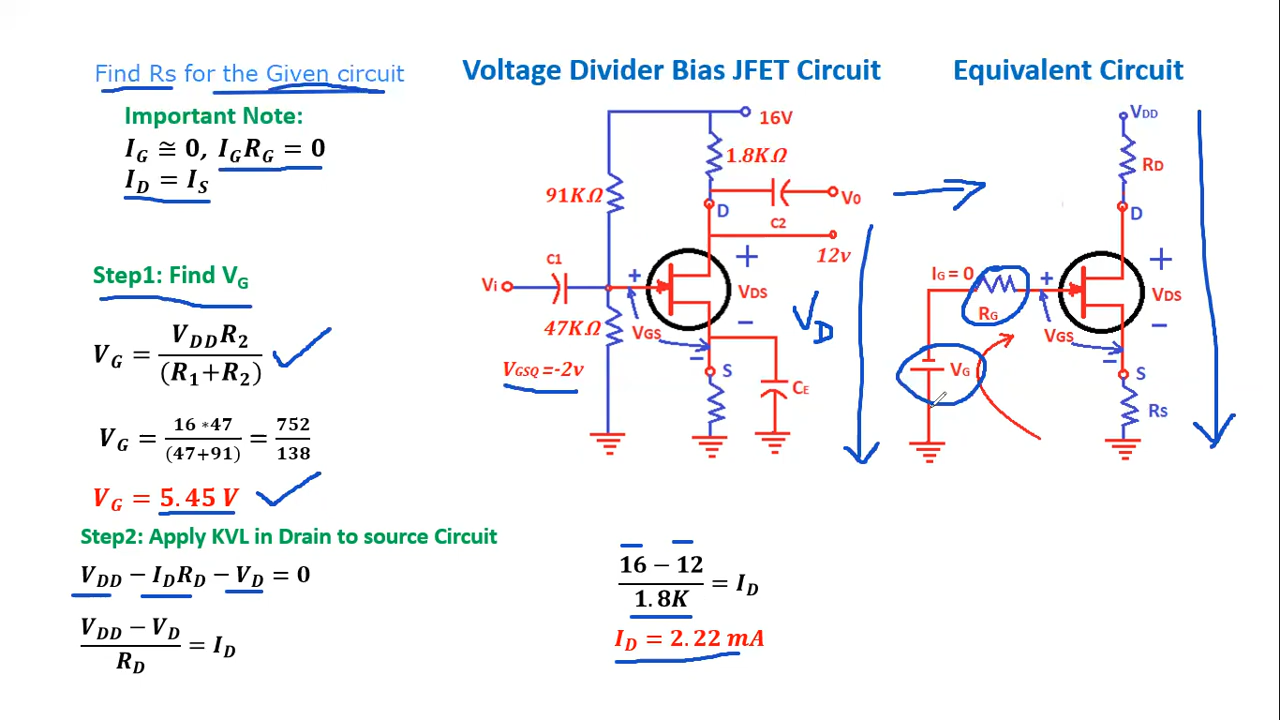 Find Rs for the Given circuit
Important Note:
I_G ≅ 0, I_G R_G = 0
I_D = I_S
Step1: Find V_G
V_G = V_DD R_2 / (R_1+R_2)
V_G = 16 *47 / (47+91) = 752 / 138
V_G = 5.45 V
Step2: Apply KVL in Drain to source Circuit
V_DD − I_D R_D − V_D = 0
(V_DD − V_D) / R_D = I_D
(16 − 12) / 1.8K = I_D
I_D = 2.22 mA
Voltage Divider Bias JFET Circuit
16V
1.8KΩ
91KΩ
V0
D
C2
12v
C1
+
+
Vi
VDS
47KΩ
VGS
−
V_D
−
S
VGSQ =-2v
CE
Equivalent Circuit
VDD
RD
D
IG = 0
+
+
RG
VDS
VGS
−
−
VG
S
Rs